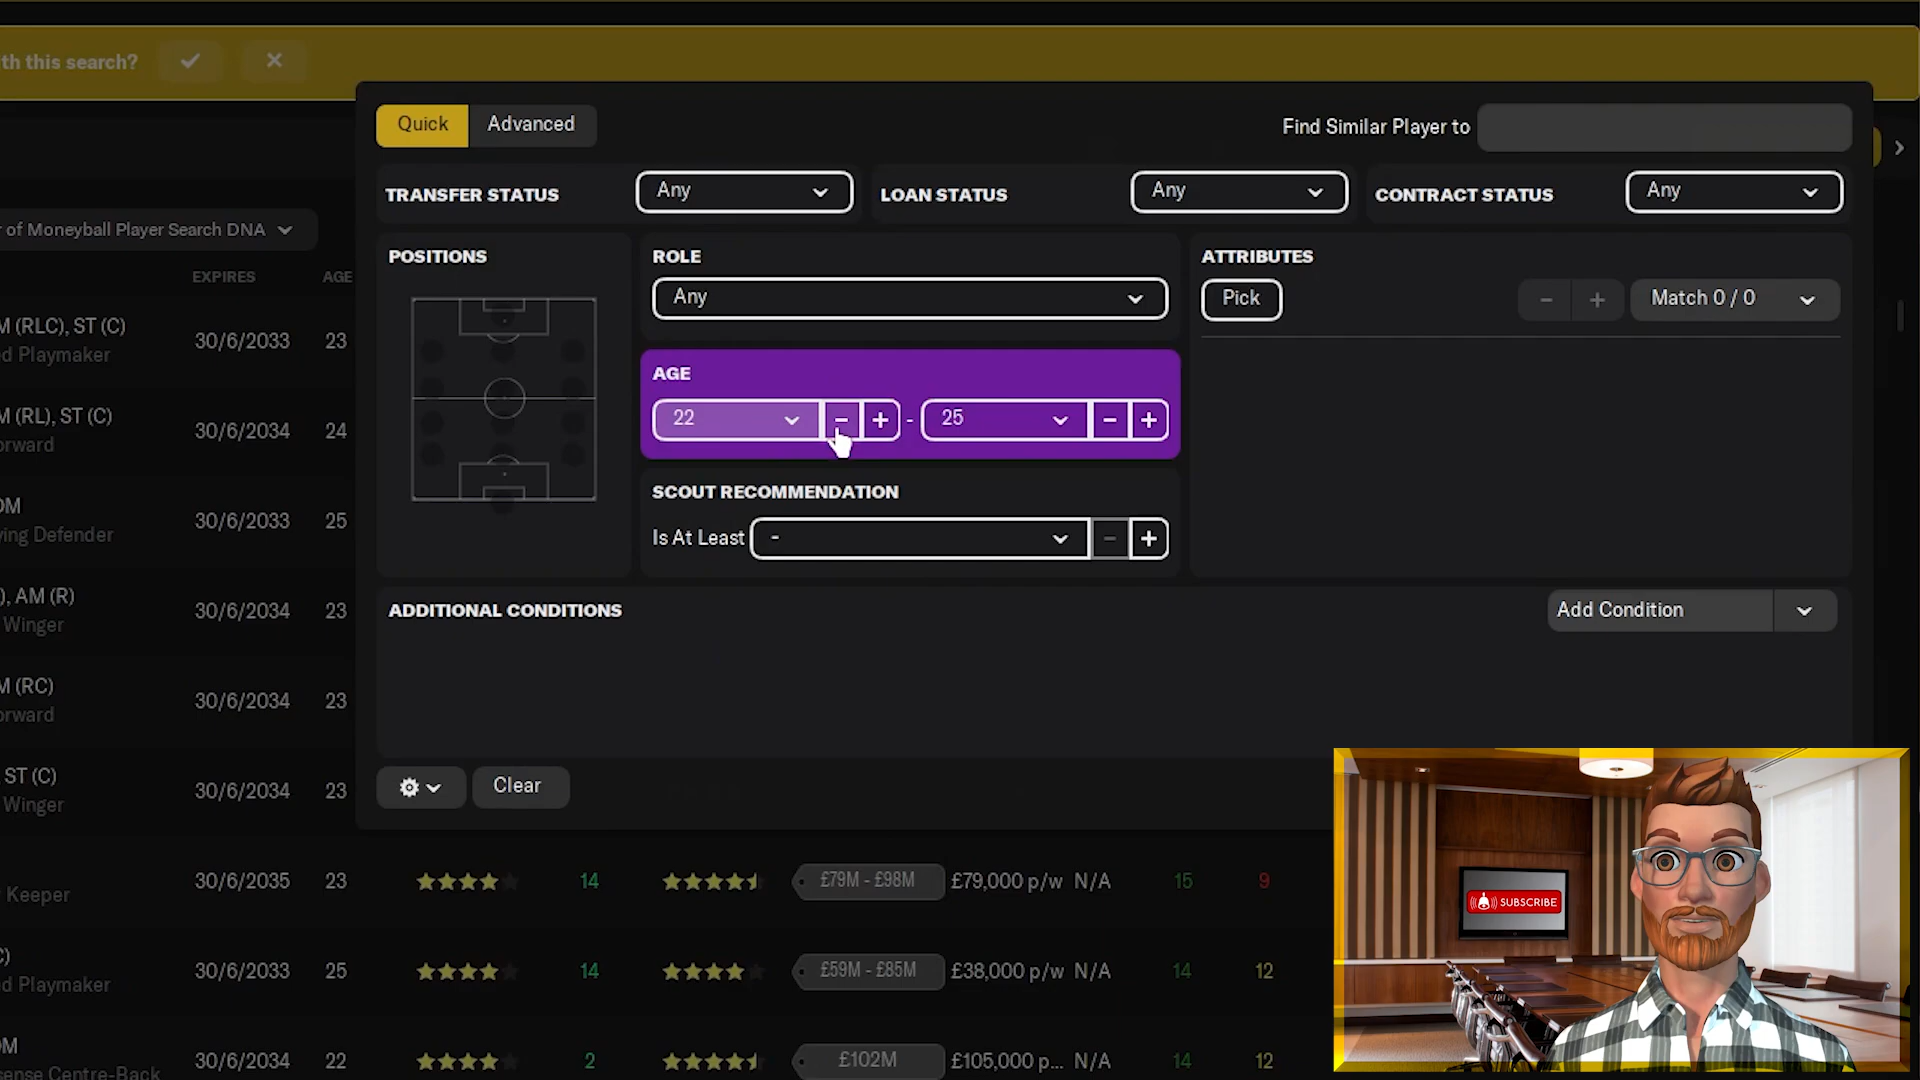 th this search?
Quick Advanced Find Similar Player to
TRANSFER STATUS Any LOAN STATUS Any CONTRACT STATUS Any
of Moneyball Player Search DNA
POSITIONS ROLE ATTRIBUTES
EXPIRES AGE
Any Pick - + Match 0 / 0
M (RLC), ST (C) 30/6/2033 23
d Playmaker
AGE
22 - + - 25 - +
M (RL), ST (C) 30/6/2034 24
orward
SCOUT RECOMMENDATION
Is At Least - - +
OM 30/6/2033 25
ying Defender
), AM (R) 30/6/2034 23
Winger
ADDITIONAL CONDITIONS Add Condition
M (RC) 30/6/2034 23
orward
ST (C) 30/6/2034 23
Winger
Clear
30/6/2035 23 14 £79M - £98M £79,000 p/w N/A 15 9
Keeper
SUBSCRIBE
C) 30/6/2033 25 14 £59M - £85M £38,000 p/w N/A 14 12
d Playmaker
OM 30/6/2034 22 2 £102M £105,000 p... N/A 14 12
ense Centre-Back